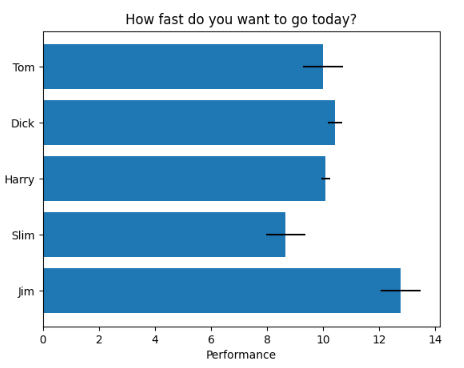 How fast do you want to go today?
Tom
Dick
Harry
Slim
Jim
0 2 4 6 8 10 12 14
Performance